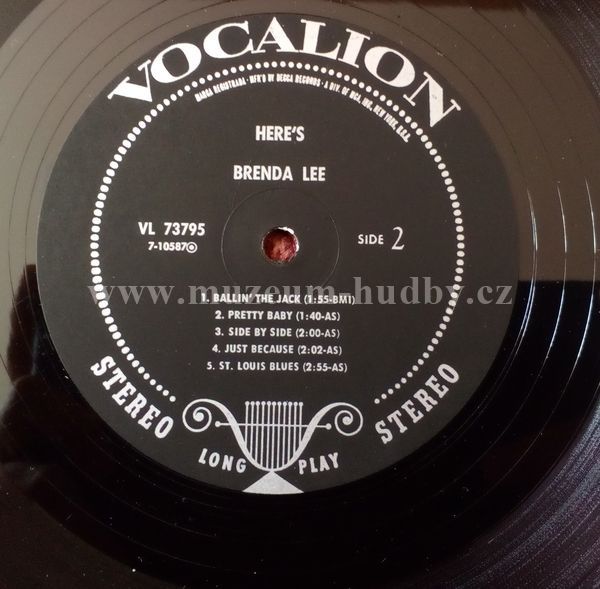 VOCALION
MARCA REGISTRADA · MFR'D BY DECCA RECORDS · A DIV. OF MCA, INC., NEW YORK, U.S.A.
HERE'S
BRENDA LEE
VL 73795
7-10587
SIDE 2
www.muzeum-hudby.cz
1. BALLIN' THE JACK (1:55-BMI)
2. PRETTY BABY (1:40-AS)
3. SIDE BY SIDE (2:00-AS)
4. JUST BECAUSE (2:02-AS)
5. ST. LOUIS BLUES (2:55-AS)
STEREO
LONG PLAY
STEREO